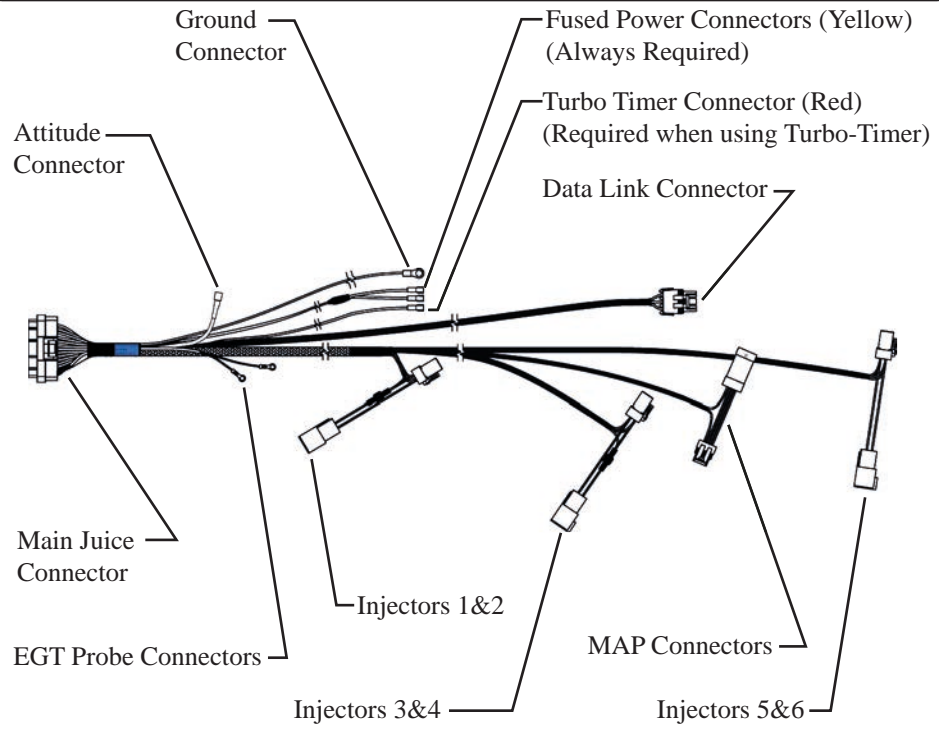 Ground
Connector
Fused Power Connectors (Yellow)
(Always Required)
Turbo Timer Connector (Red)
(Required when using Turbo-Timer)
Attitude
Connector
Data Link Connector
Main Juice
Connector
Injectors 1&2
EGT Probe Connectors
MAP Connectors
Injectors 3&4
Injectors 5&6